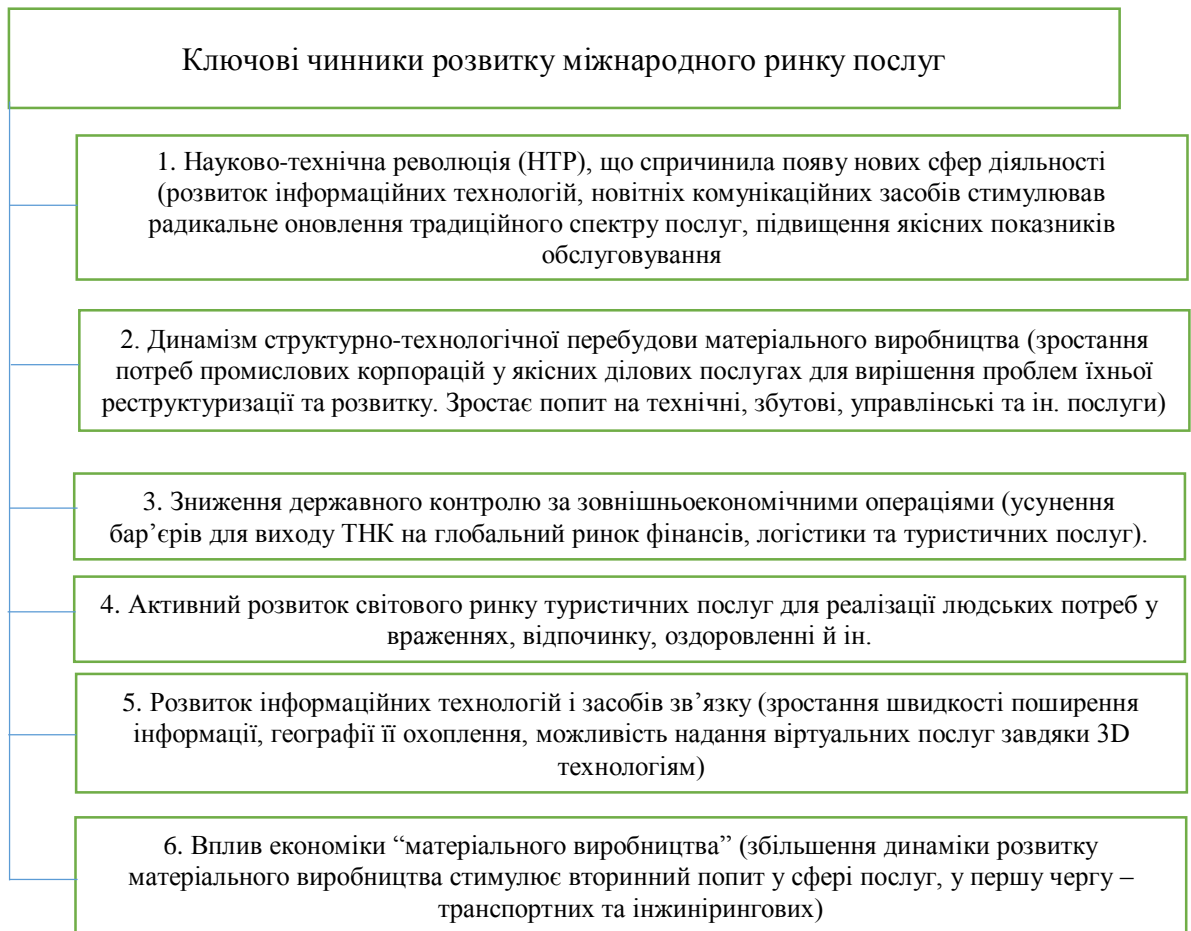 Ключові чинники розвитку міжнародного ринку послуг
1. Науково-технічна революція (НТР), що спричинила появу нових сфер діяльності
(розвиток інформаційних технологій, новітніх комунікаційних засобів стимулював
радикальне оновлення традиційного спектру послуг, підвищення якісних показників
обслуговування
2. Динамізм структурно-технологічної перебудови матеріального виробництва (зростання
потреб промислових корпорацій у якісних ділових послугах для вирішення проблем їхньої
реструктуризації та розвитку. Зростає попит на технічні, збутові, управлінські та ін. послуги)
3. Зниження державного контролю за зовнішньоекономічними операціями (усунення
бар’єрів для виходу ТНК на глобальний ринок фінансів, логістики та туристичних послуг).
4. Активний розвиток світового ринку туристичних послуг для реалізації людських потреб у
враженнях, відпочинку, оздоровленні й ін.
5. Розвиток інформаційних технологій і засобів зв’язку (зростання швидкості поширення
інформації, географії її охоплення, можливість надання віртуальних послуг завдяки 3D
технологіям)
6. Вплив економіки “матеріального виробництва” (збільшення динаміки розвитку
матеріального виробництва стимулює вторинний попит у сфері послуг, у першу чергу –
транспортних та інжинірингових)